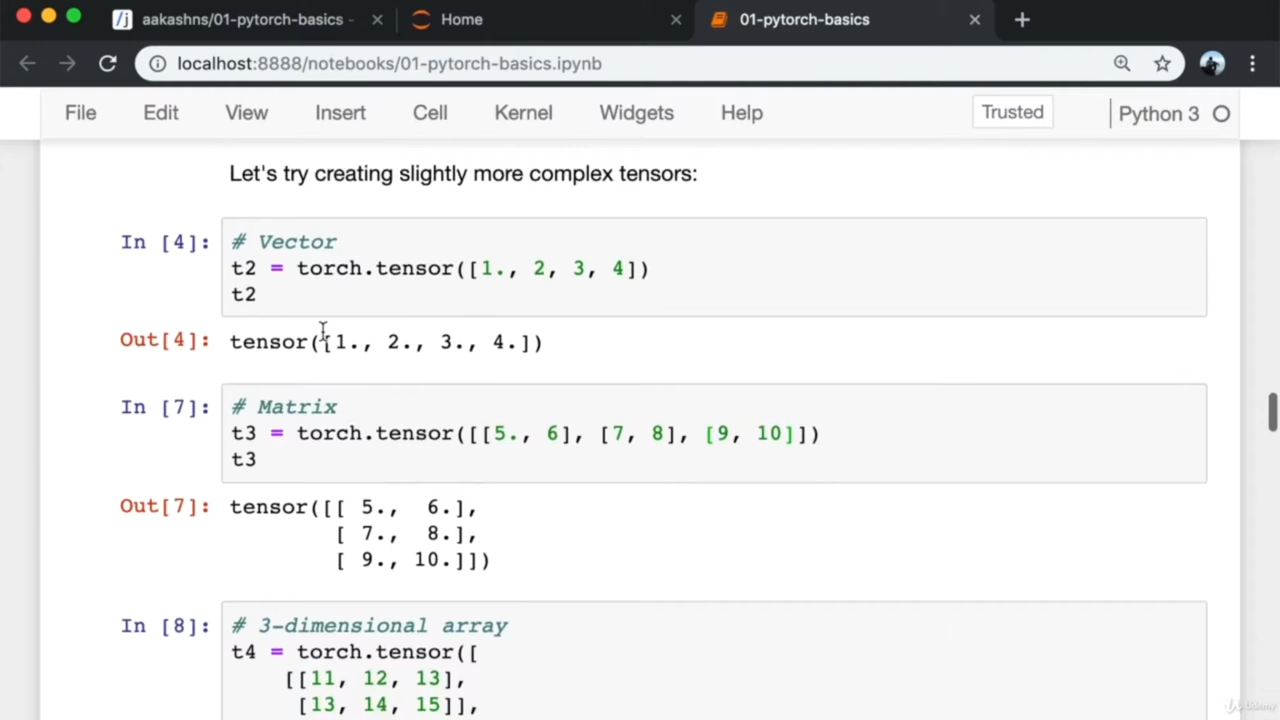 aakashns/01-pytorch-basics -
Home
01-pytorch-basics
localhost:8888/notebooks/01-pytorch-basics.ipynb
File Edit View Insert Cell Kernel Widgets Help Trusted Python 3
Let's try creating slightly more complex tensors:
In [4]: # Vector
t2 = torch.tensor([1., 2, 3, 4])
t2
Out[4]: tensor([1., 2., 3., 4.])
In [7]: # Matrix
t3 = torch.tensor([[5., 6], [7, 8], [9, 10]])
t3
Out[7]: tensor([[ 5., 6.],
[ 7., 8.],
[ 9., 10.]])
In [8]: # 3-dimensional array
t4 = torch.tensor([
[[11, 12, 13],
[13, 14, 15]],
Udemy